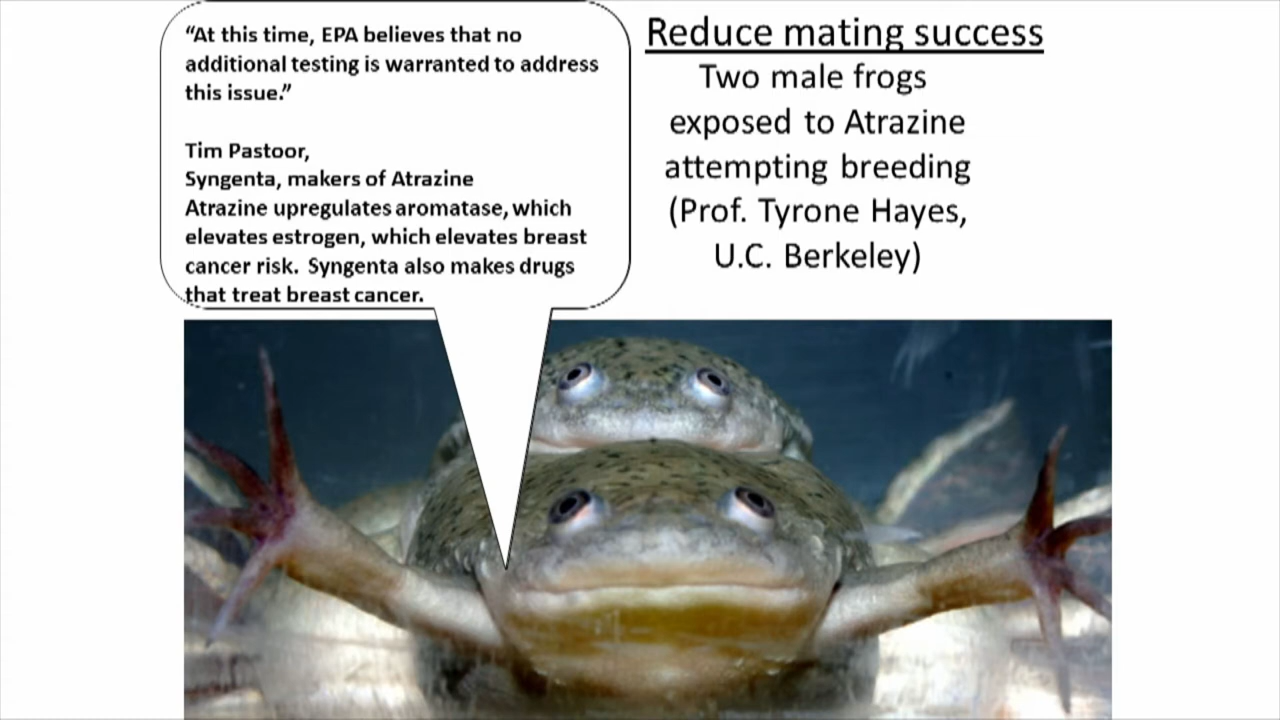 “At this time, EPA believes that no
additional testing is warranted to address
this issue.”
Tim Pastoor,
Syngenta, makers of Atrazine
Atrazine upregulates aromatase, which
elevates estrogen, which elevates breast
cancer risk. Syngenta also makes drugs
that treat breast cancer.
Reduce mating success
Two male frogs
exposed to Atrazine
attempting breeding
(Prof. Tyrone Hayes,
U.C. Berkeley)